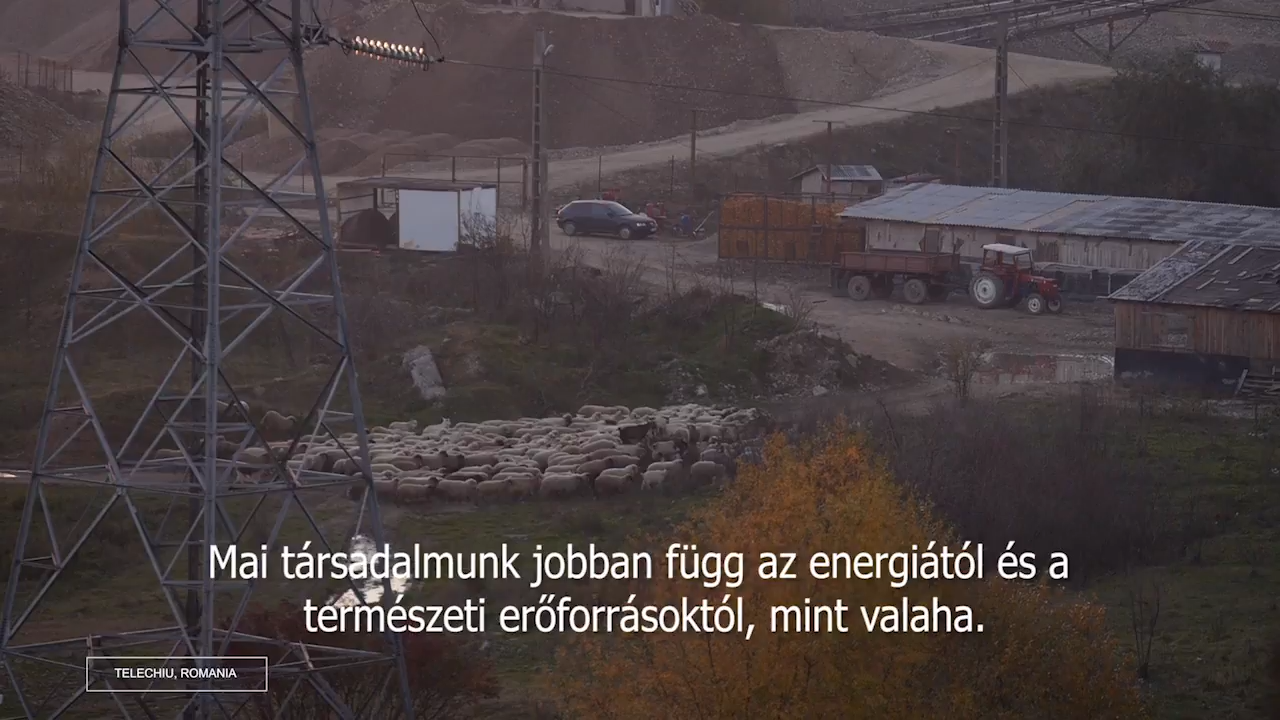 Mai társadalmunk jobban függ az energiától és a
természeti erőforrásoktól, mint valaha.
TELECHIU, ROMANIA